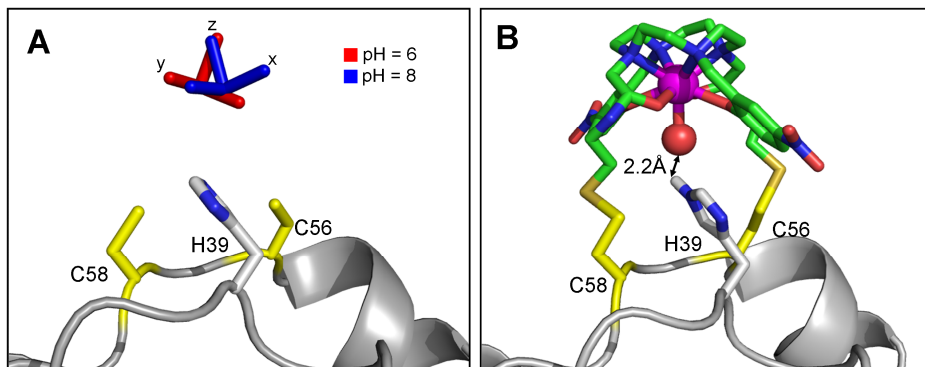 A
z
y
x
pH = 6
pH = 8
H39
C56
C58
B
2.2Å
H39
C56
C58